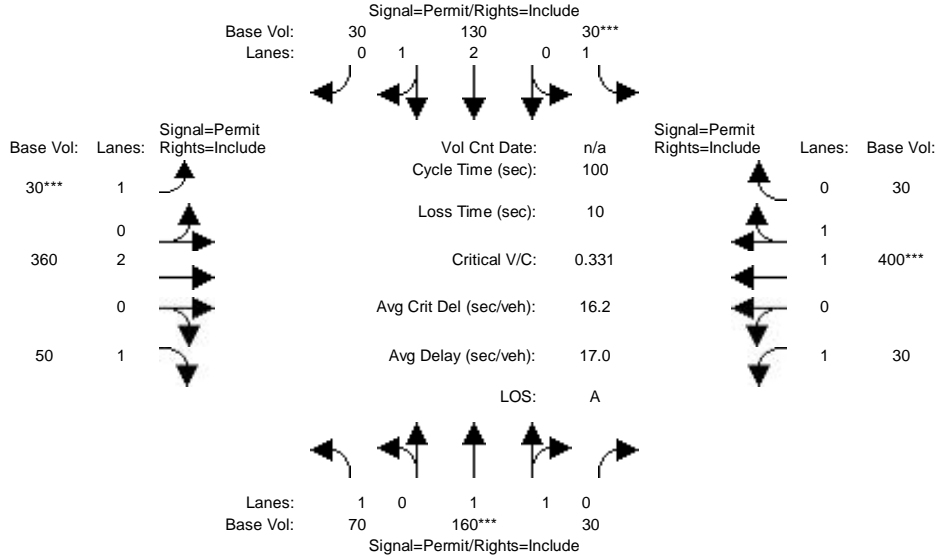 Signal=Permit/Rights=Include
Base Vol: 30 130 30***
Lanes: 0 1 2 0 1
Signal=Permit Signal=Permit
Base Vol: Lanes: Rights=Include Vol Cnt Date: n/a Rights=Include Lanes: Base Vol:
Cycle Time (sec): 100
30*** 1 0 30
Loss Time (sec): 10
0 1
360 2 Critical V/C: 0.331 1 400***
0 Avg Crit Del (sec/veh): 16.2 0
50 1 Avg Delay (sec/veh): 17.0 1 30
LOS: A
Lanes: 1 0 1 1 0
Base Vol: 70 160*** 30
Signal=Permit/Rights=Include